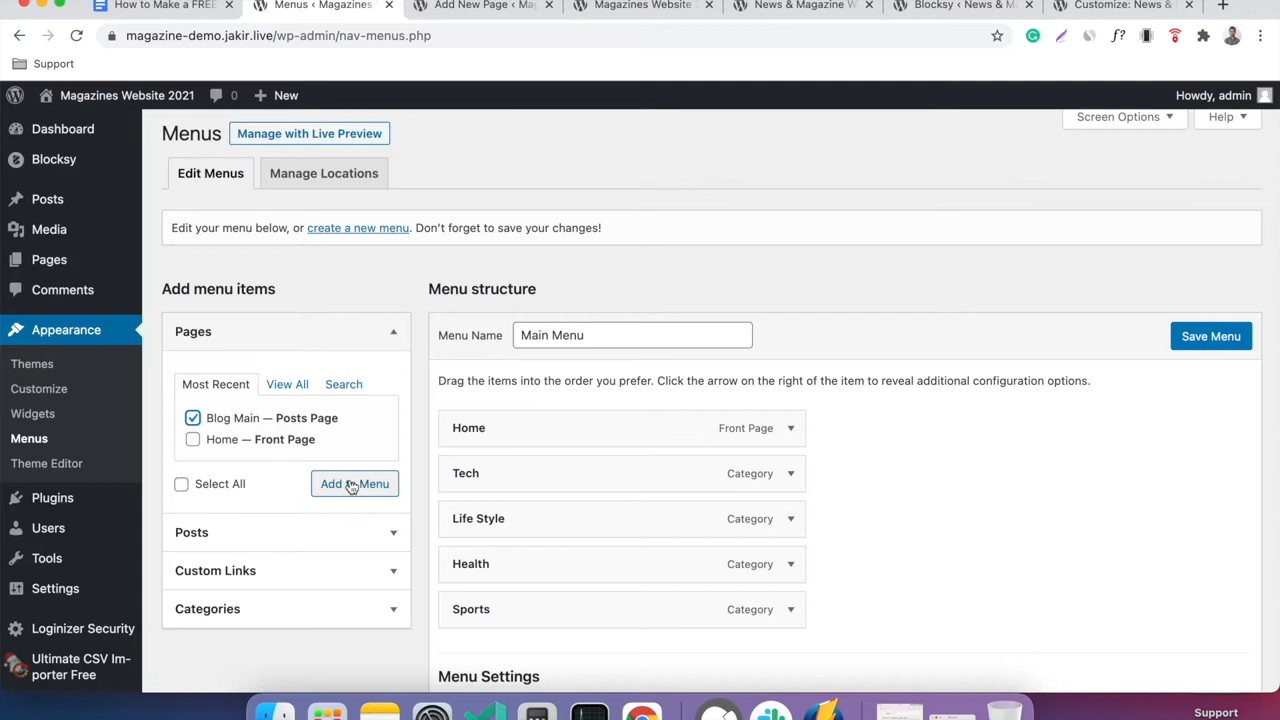 How to Make a FREE
Menus ‹ Magazines
Add New Page ‹ Ma
Magazines Website
News & Magazine W
Blocksy ‹ News & M
Customize: News &
magazine-demo.jakir.live/wp-admin/nav-menus.php
f?
Support
Magazines Website 2021
0
New
Howdy, admin
Dashboard
Blocksy
Posts
Media
Pages
Comments
Appearance
Themes
Customize
Widgets
Menus
Theme Editor
Plugins
Users
Tools
Settings
Loginizer Security
Ultimate CSV Im-
porter Free
Menus
Manage with Live Preview
Screen Options
Help
Edit Menus
Manage Locations
Edit your menu below, or create a new menu. Don't forget to save your changes!
Add menu items
Pages
Most Recent
View All
Search
Blog Main — Posts Page
Home — Front Page
Select All
Add to Menu
Posts
Custom Links
Categories
Menu structure
Menu Name
Main Menu
Save Menu
Drag the items into the order you prefer. Click the arrow on the right of the item to reveal additional configuration options.
Home
Front Page
Tech
Category
Life Style
Category
Health
Category
Sports
Category
Menu Settings
Support